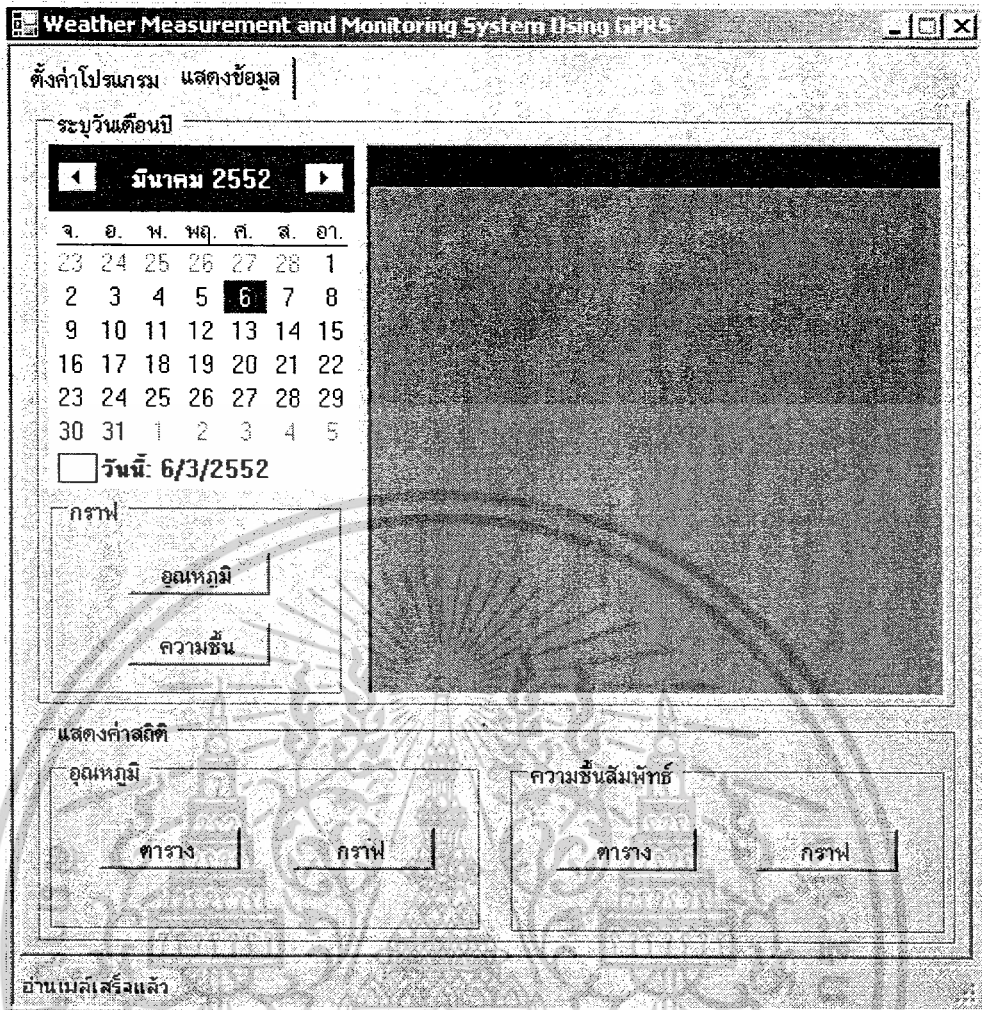 Weather Measurement and Monitoring System Using GPRS
ตั้งค่าโปรแกรม แสดงข้อมูล
ระบุวันเดือนปี
มีนาคม 2552
จ. อ. พ. พฤ. ศ. ส. อา.
23 24 25 26 27 28 1
2 3 4 5 6 7 8
9 10 11 12 13 14 15
16 17 18 19 20 21 22
23 24 25 26 27 28 29
30 31 1 2 3 4 5
วันนี้: 6/3/2552
กราฟ
อุณหภูมิ
ความชื้น
แสดงค่าสถิติ
อุณหภูมิ
ตาราง กราฟ
ความชื้นสัมพัทธ์
ตาราง กราฟ
อ่านเมล์เสร็จแล้ว